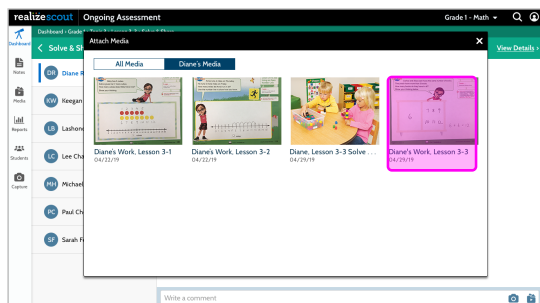 realizescout Ongoing Assessment Grade 1 - Math
Dashboard
Solve & Sh
View Details
Attach Media
All Media Diane's Media
Notes
Media
Reports
Students
Capture
DR Diane R
KW Keegan
LB Lashon
LC Lee Cha
MH Michael
PC Paul Ch
SF Sarah Fi
Diane's Work, Lesson 3-1
04/22/19
Diane's Work, Lesson 3-2
04/22/19
Diane, Lesson 3-3 Solve . . .
04/29/19
Diane's Work, Lesson 3-3
04/29/19
Write a comment